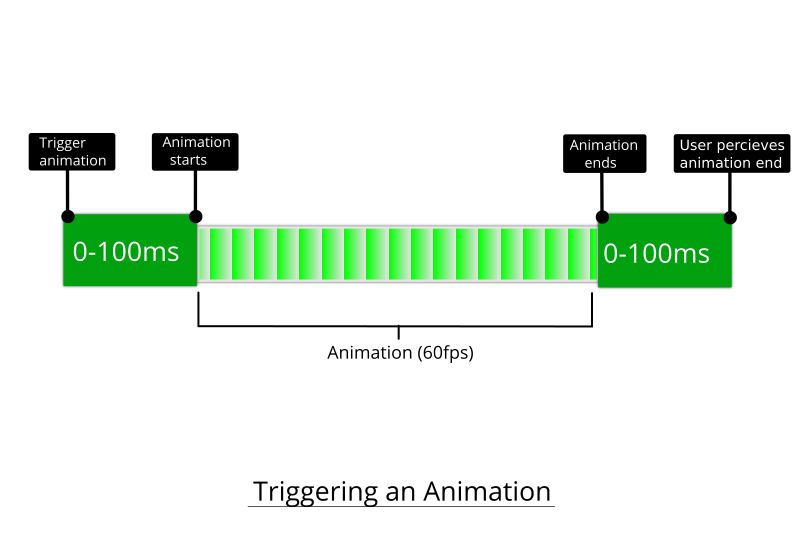 Trigger
animation
Animation
starts
Animation
ends
User percieves
animation end
0-100ms
0-100ms
Animation (60fps)
Triggering an Animation